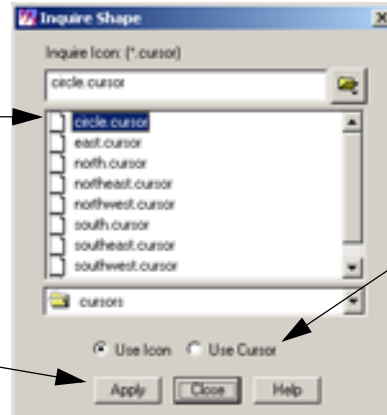 Inquire Shape
Inquire Icon: (*.cursor)
circle.cursor
circle.cursor
east.cursor
north.cursor
northeast.cursor
northwest.cursor
south.cursor
southeast.cursor
southwest.cursor
cursors
Use Icon Use Cursor
Apply Close Help